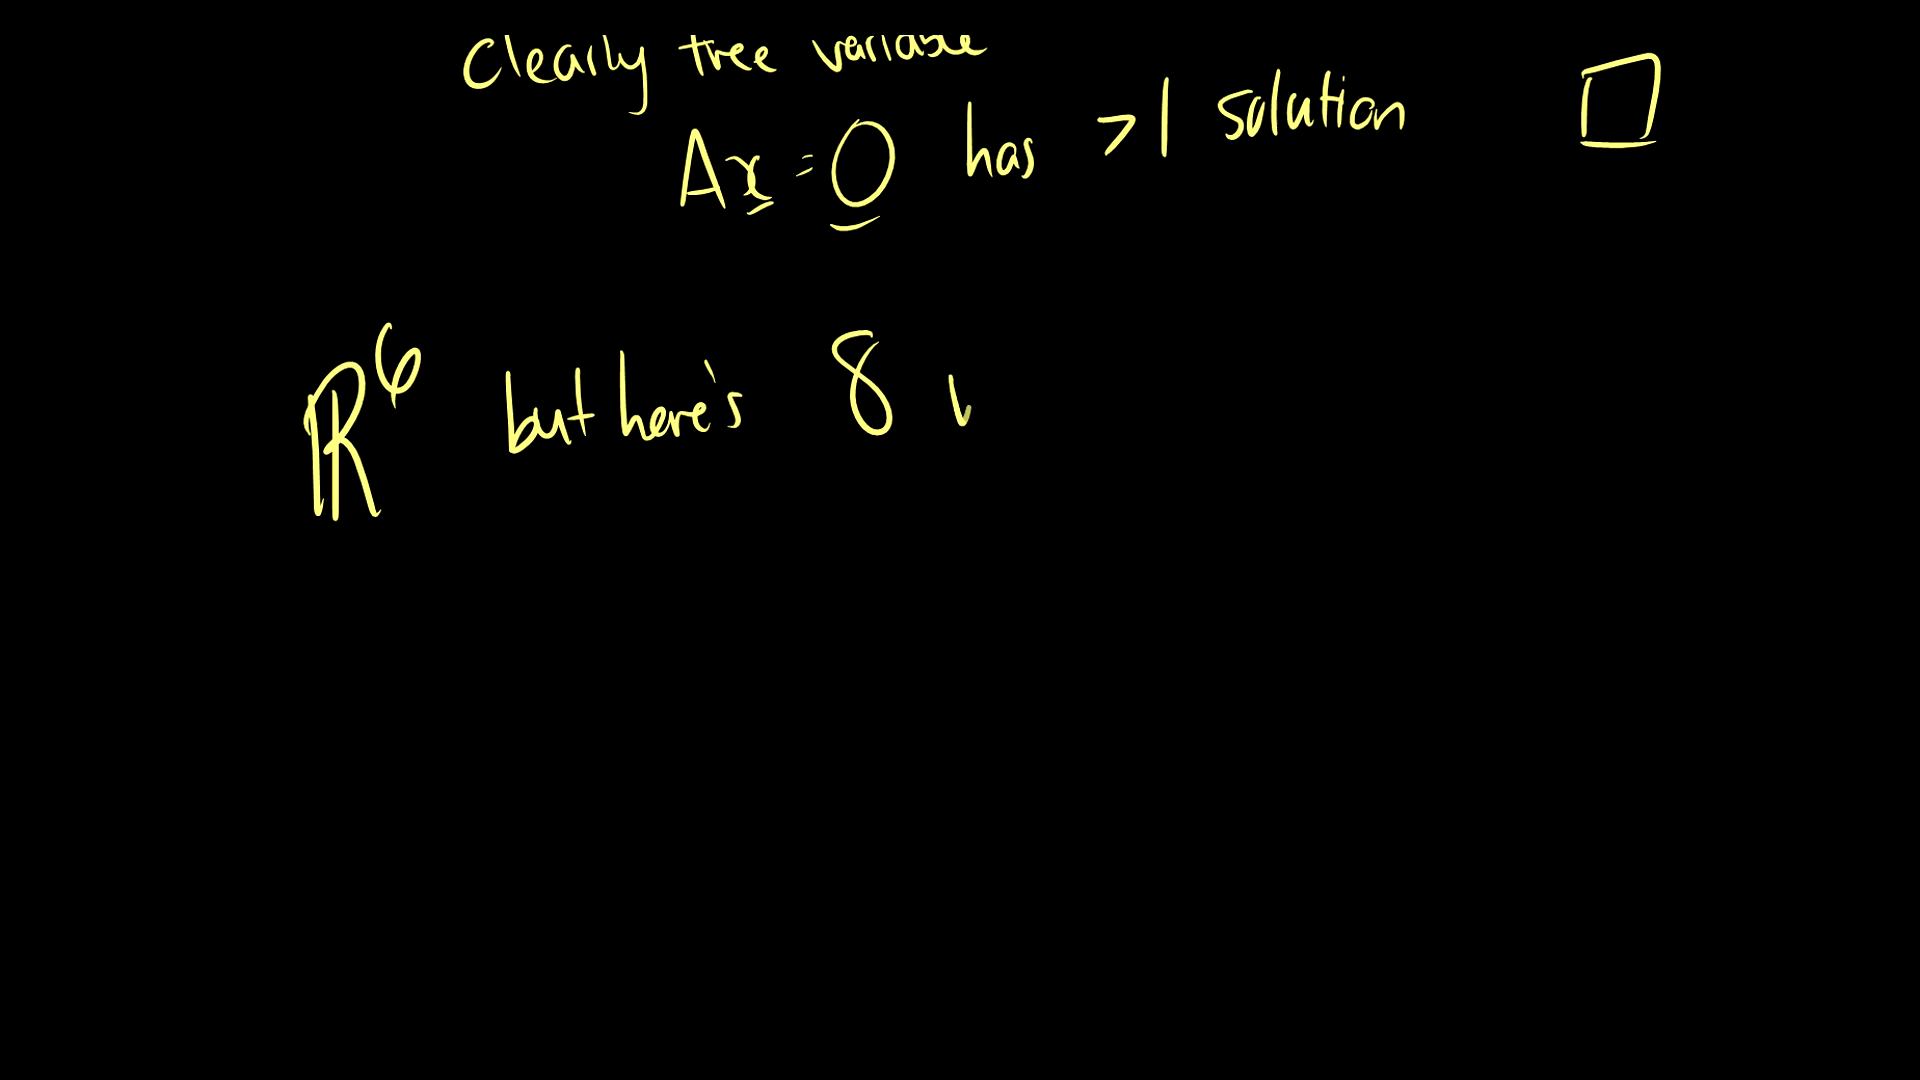 Clearly free variable
Ax = 0 has >1 solution □
ℝ⁶ but here's 8 v